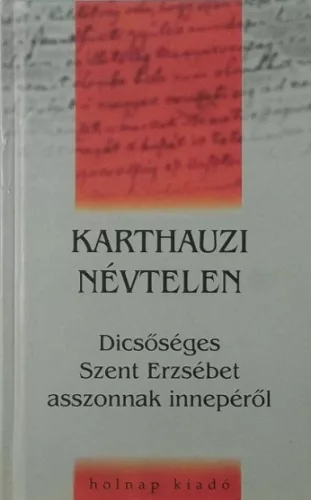 KARTHAUZI
NÉVTELEN
Dicsőséges
Szent Erzsébet
asszonnak innepéről
holnap kiadó